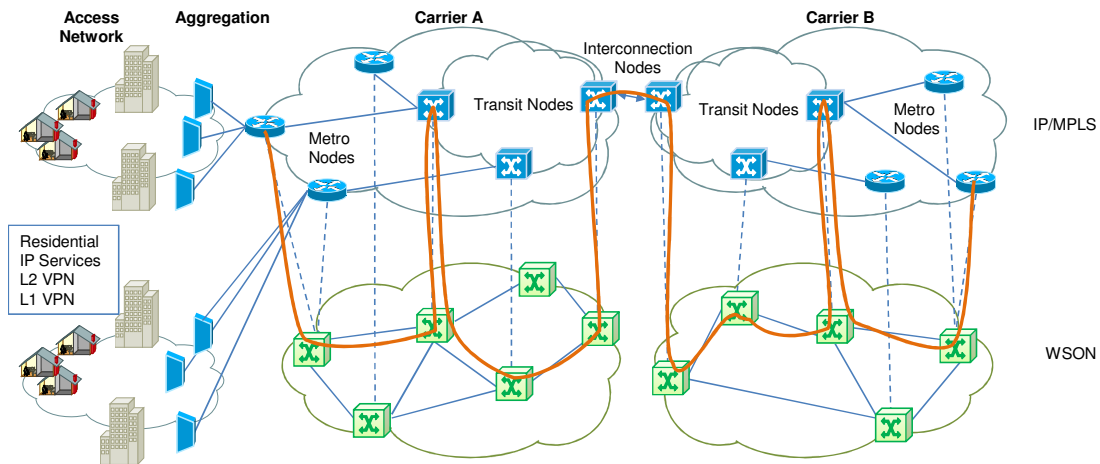 Access
Network
Aggregation
Carrier A
Carrier B
Interconnection
Nodes
Transit Nodes
Transit Nodes
Metro
Nodes
Metro
Nodes
IP/MPLS
Residential
IP Services
L2 VPN
L1 VPN
WSON